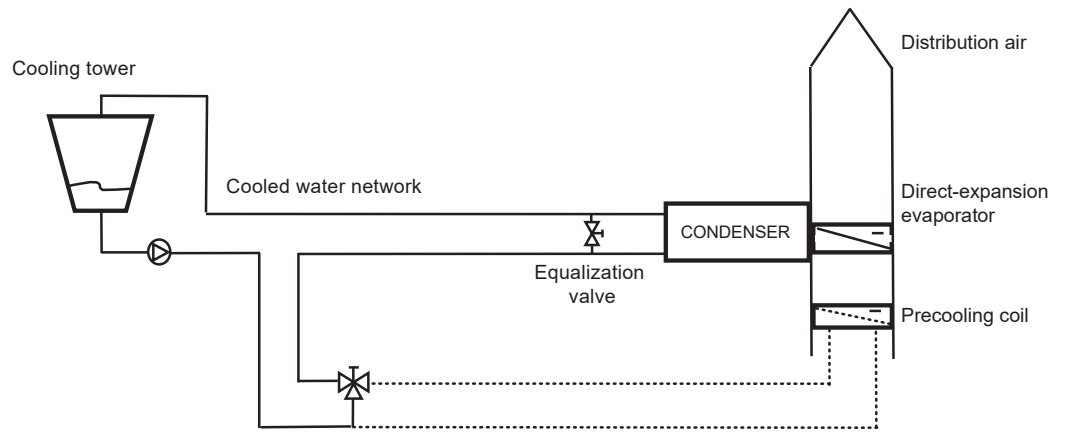 Distribution air
Cooling tower
Cooled water network
Direct-expansion
evaporator
CONDENSER
Equalization
valve
Precooling coil